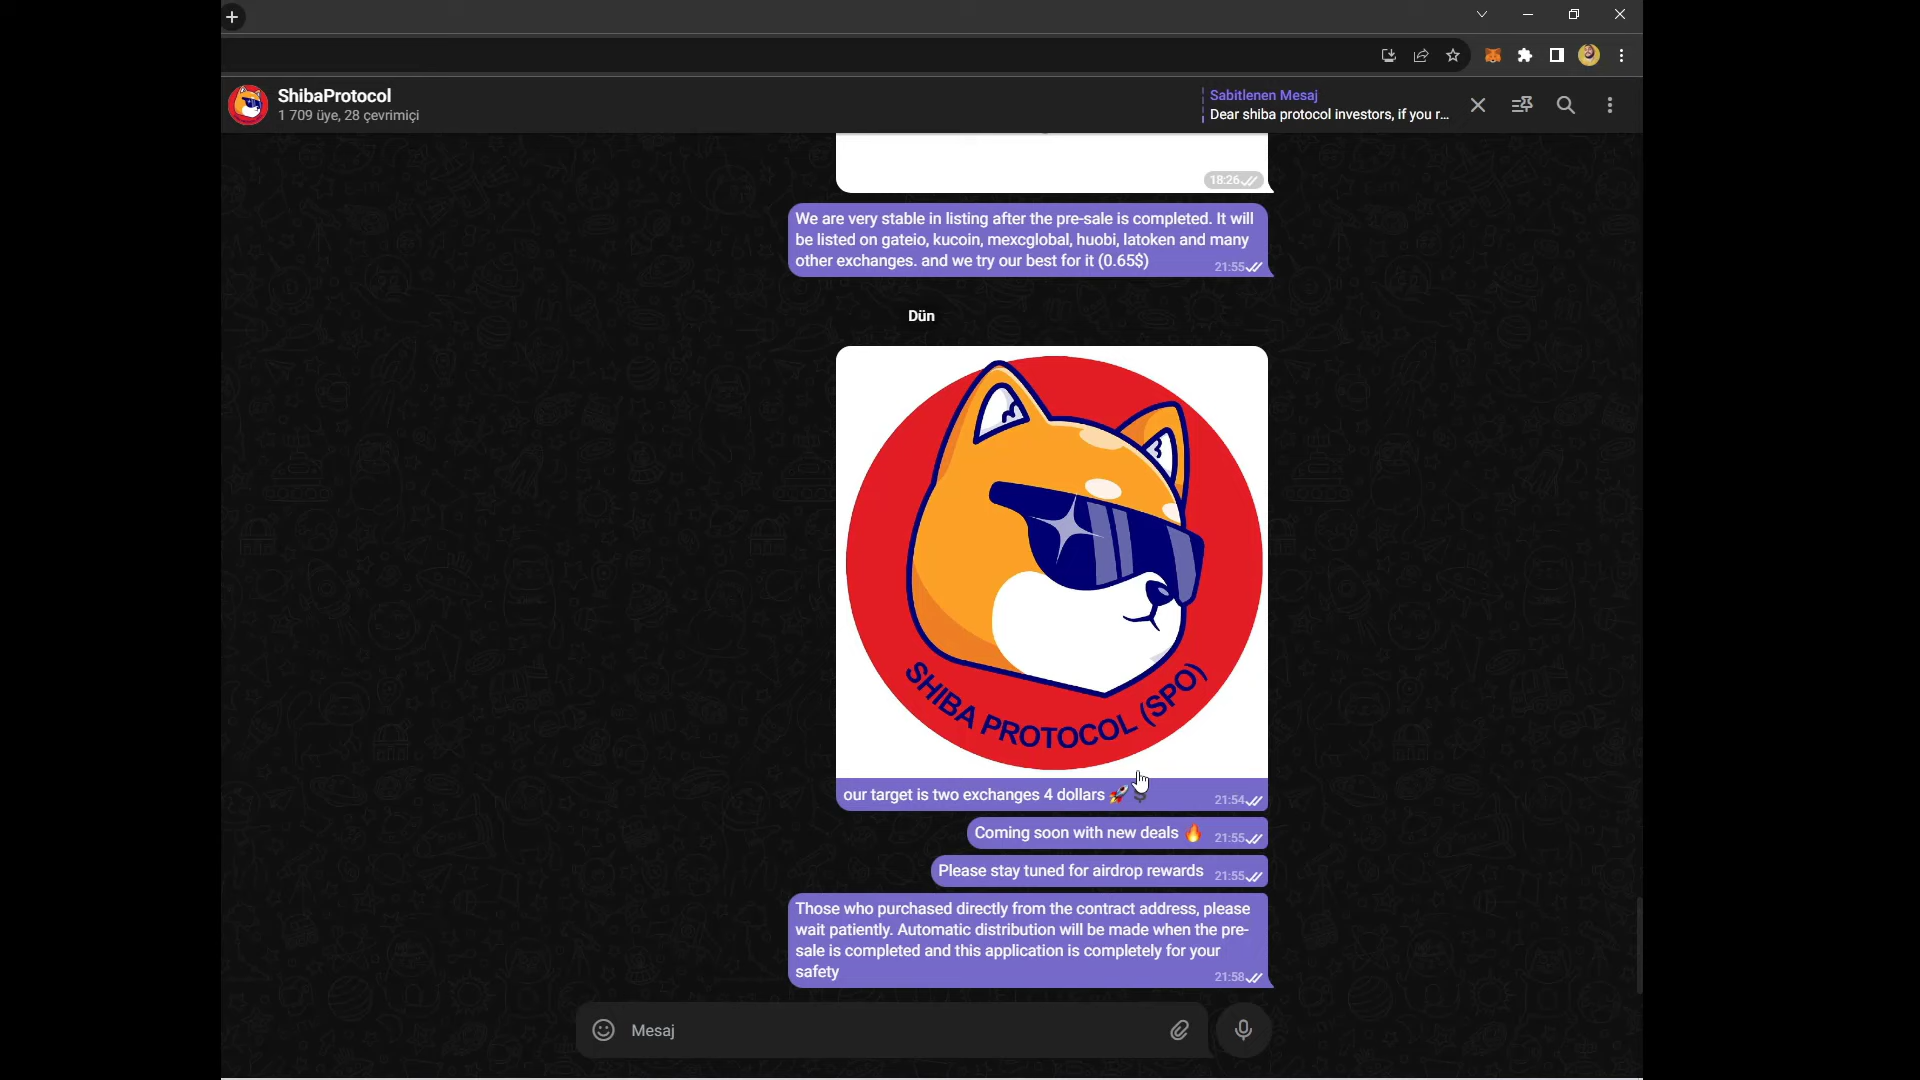 ShibaProtocol
1 709 üye, 28 çevrimiçi
Sabitlenen Mesaj
Dear shiba protocol investors, if you r...
18:26
We are very stable in listing after the pre-sale is completed. It will
be listed on gateio, kucoin, mexcglobal, huobi, latoken and many
other exchanges. and we try our best for it (0.65$)
21:55
Dün
SHIBA PROTOCOL (SPO)
our target is two exchanges 4 dollars 🚀💲
21:54
Coming soon with new deals 🔥
21:55
Please stay tuned for airdrop rewards
21:55
Those who purchased directly from the contract address, please
wait patiently. Automatic distribution will be made when the pre-
sale is completed and this application is completely for your
safety
21:58
Mesaj